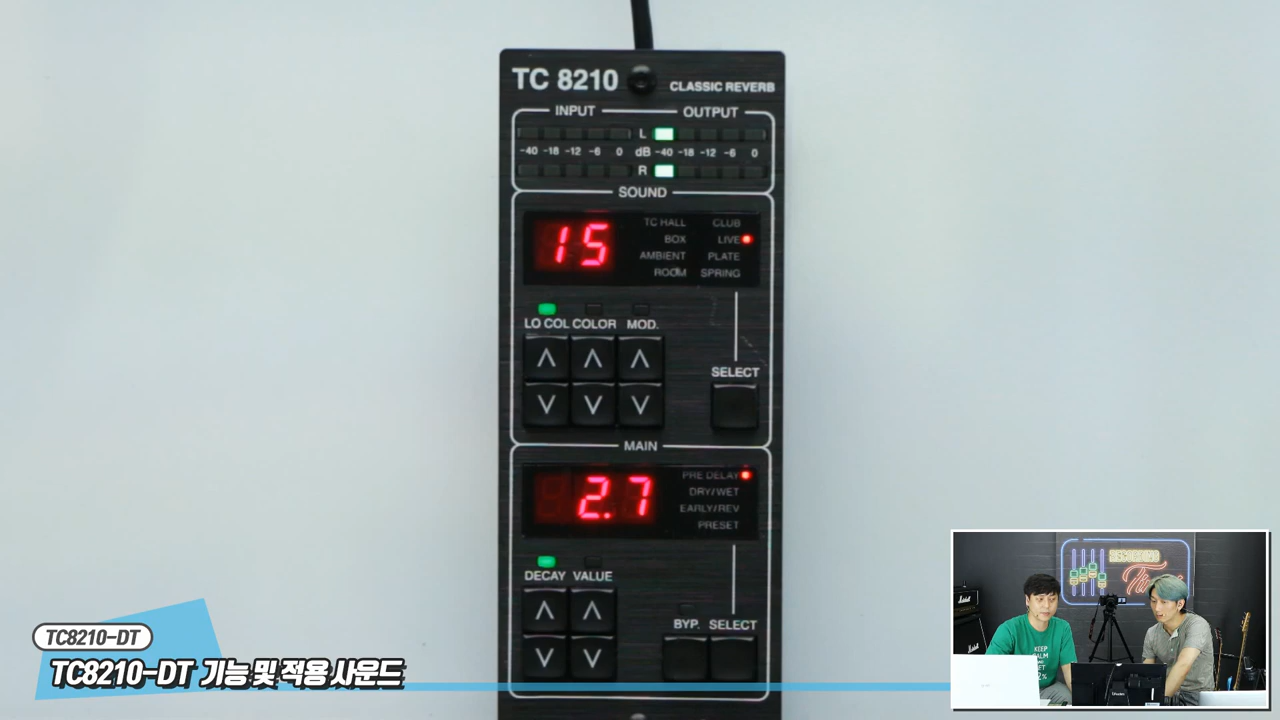 TC 8210
CLASSIC REVERB
INPUT
OUTPUT
L
-40 -18 -12 -6 0 dB -40 -18 -12 -6 0
R
SOUND
15
TC HALL CLUB
BOX LIVE
AMBIENT PLATE
ROOM SPRING
LO COL COLOR MOD.
SELECT
MAIN
2.7
PRE DELAY
DRY/WET
EARLY/REV
PRESET
DECAY VALUE
BYP. SELECT
TC8210-DT
TC8210-DT 기능 및 적용 사운드
Marshall
KEEP
CALM